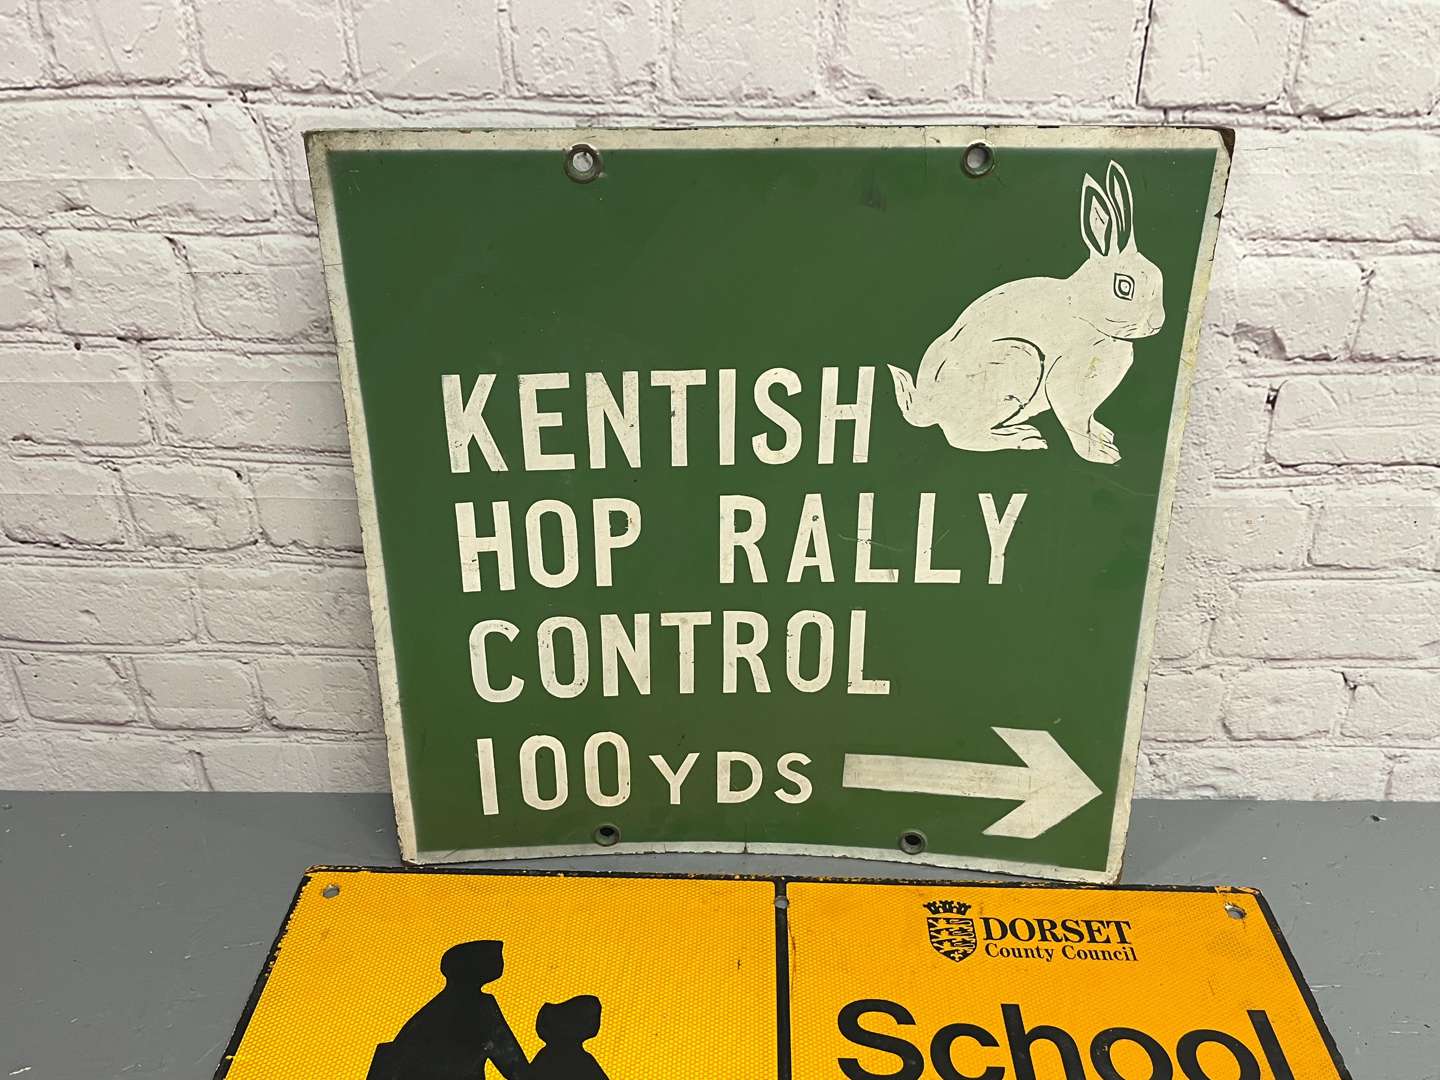 KENTISH
HOP RALLY
CONTROL
100YDS
DORSET
County Council
School